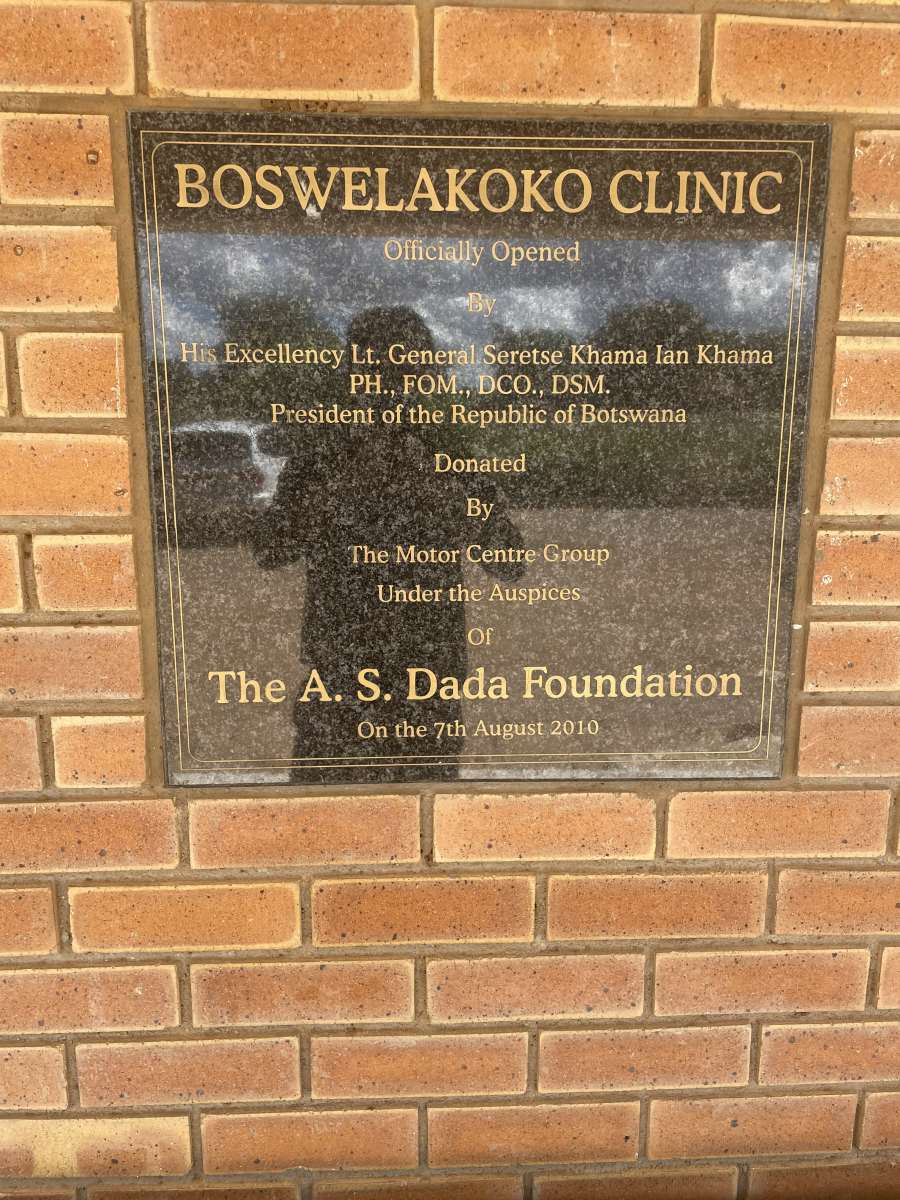 BOSWELAKOKO CLINIC
Officially Opened
By
His Excellency Lt. General Seretse Khama Ian Khama
PH., FOM., DCO., DSM.
President of the Republic of Botswana
Donated
By
The Motor Centre Group
Under the Auspices
Of
The A. S. Dada Foundation
On the 7th August 2010